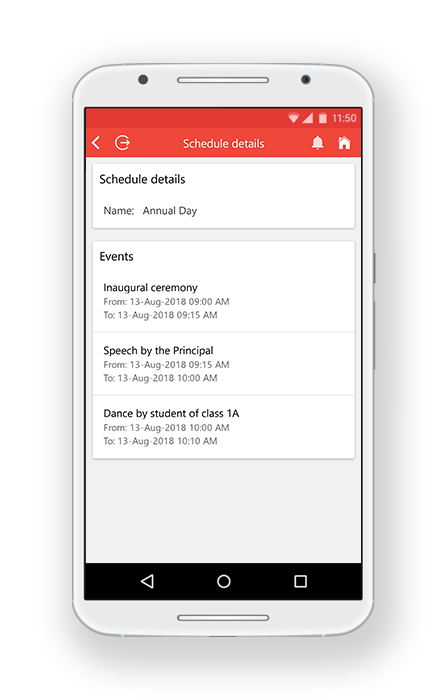 11:50
Schedule details
Schedule details
Name: Annual Day
Events
Inaugural ceremony
From: 13-Aug-2018 09:00 AM
To: 13-Aug-2018 09:15 AM
Speech by the Principal
From: 13-Aug-2018 09:15 AM
To: 13-Aug-2018 10:00 AM
Dance by student of class 1A
From: 13-Aug-2018 10:00 AM
To: 13-Aug-2018 10:10 AM